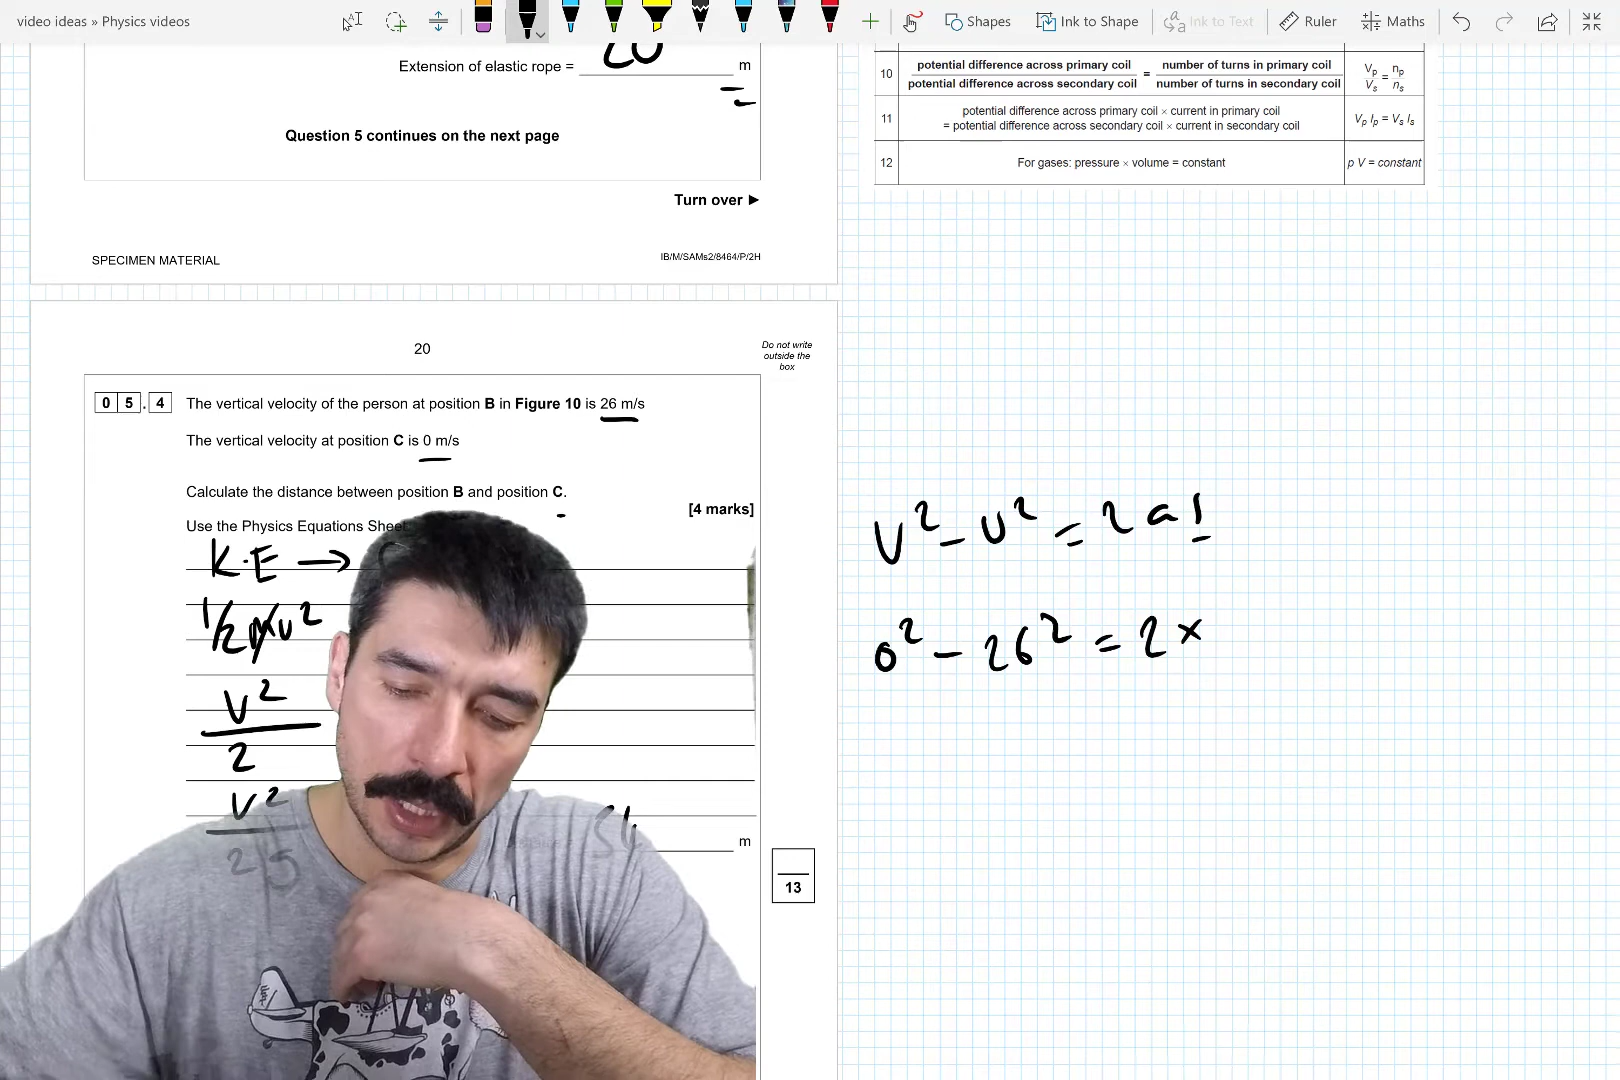 video ideas » Physics videos
Shapes
Ink to Shape
Ink to Text
Ruler
Maths
Extension of elastic rope = 20 m
Question 5 continues on the next page
Turn over ►
SPECIMEN MATERIAL
IB/M/SAMs2/8464/P/2H
20
Do not write
outside the
box
0 5 . 4 The vertical velocity of the person at position B in Figure 10 is 26 m/s
The vertical velocity at position C is 0 m/s
Calculate the distance between position B and position C.
[4 marks]
Use the Physics Equations Sheet
K.E →
1/2 m v²
v²
2
v²
2
m
13
10 potential difference across primary coil / potential difference across secondary coil = number of turns in primary coil / number of turns in secondary coil Vp/Vs = np/ns
11 potential difference across primary coil × current in primary coil
= potential difference across secondary coil × current in secondary coil Vp Ip = Vs Is
12 For gases: pressure × volume = constant p V = constant
v² - u² = 2as
0² - 26² = 2 ×